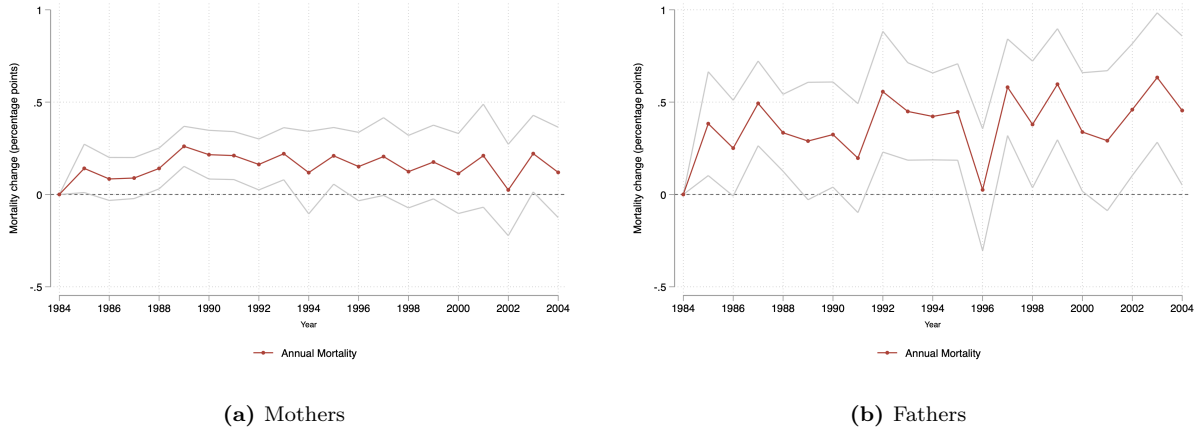 Mortality change (percentage points)
1
.5
0
-.5
1984 1986 1988 1990 1992 1994 1996 1998 2000 2002 2004
Year
Annual Mortality
(a) Mothers
Mortality change (percentage points)
1
.5
0
-.5
1984 1986 1988 1990 1992 1994 1996 1998 2000 2002 2004
Year
Annual Mortality
(b) Fathers